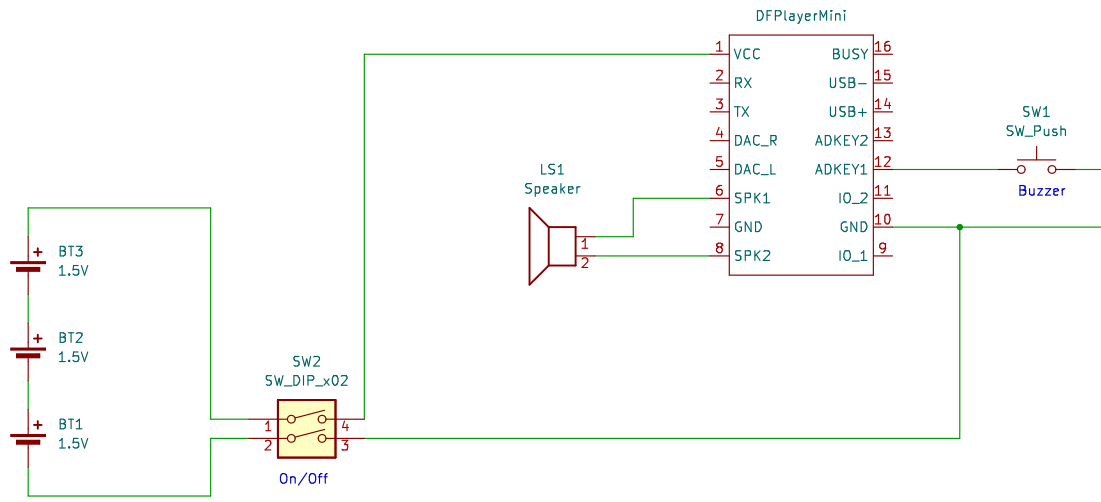 DFPlayerMini
1 VCC BUSY 16
2 RX USB- 15
3 TX USB+ 14
4 DAC_R ADKEY2 13
5 DAC_L ADKEY1 12
6 SPK1 IO_2 11
7 GND GND 10
8 SPK2 IO_1 9
SW1
SW_Push
Buzzer
LS1
Speaker
1
2
+ BT3
1.5V
+ BT2
1.5V
+ BT1
1.5V
SW2
SW_DIP_x02
1 4
2 3
On/Off